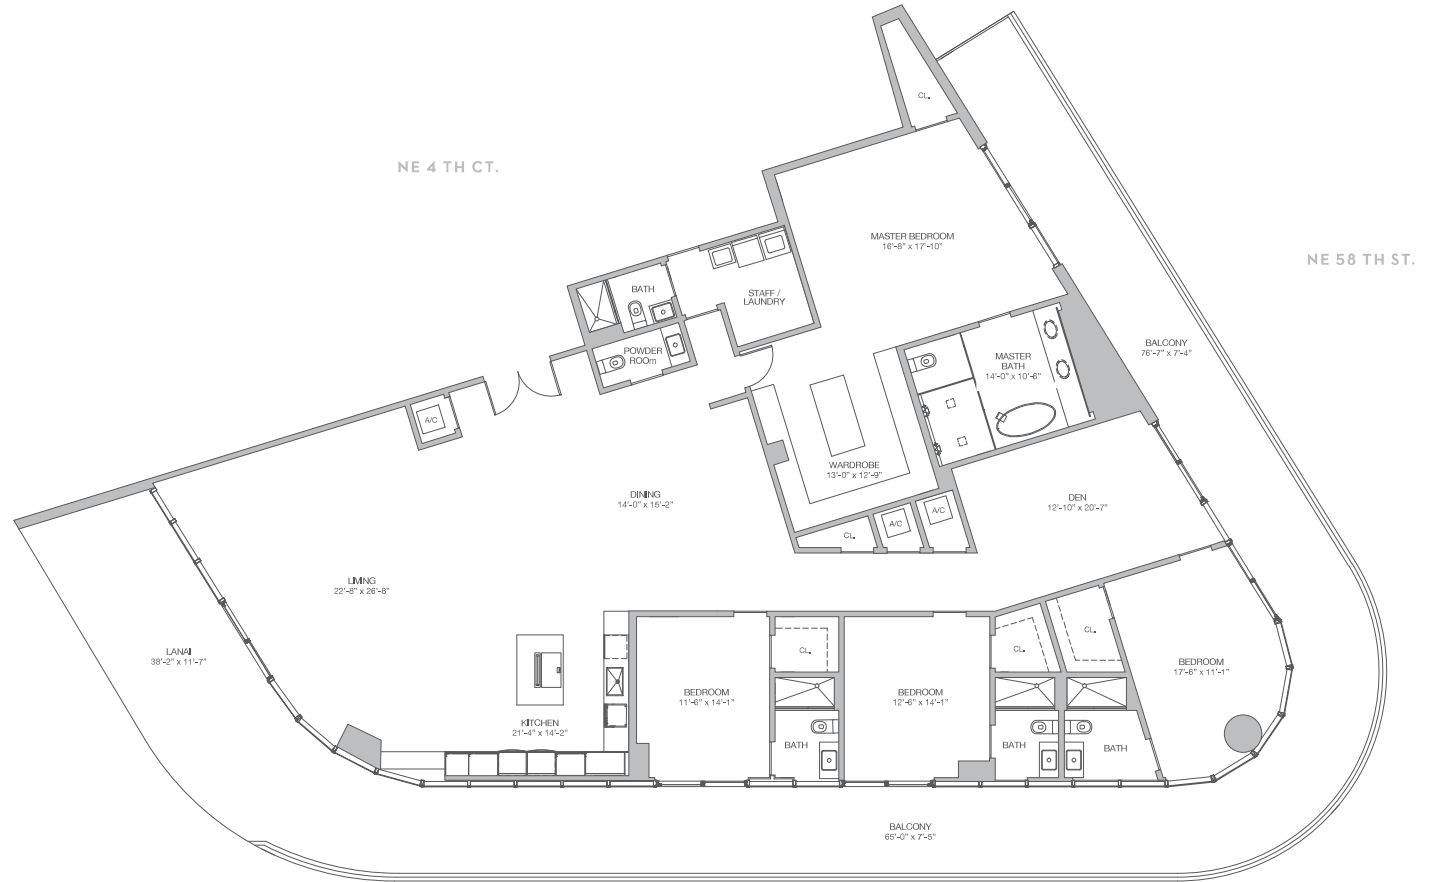 CL.
NE 4 TH CT.
MASTER BEDROOM
16'-8" x 17'-10"
NE 58 TH ST.
BATH
STAFF /
LAUNDRY
BALCONY
76'-7" x 7'-4"
POWDER
ROOm
MASTER
BATH
14'-0" x 10'-6"
A/C
WARDROBE
13'-0" x 12'-9"
DINING
14'-0" x 15'-2"
DEN
12'-10" x 20'-7"
CL.
A/C
A/C
LIVING
22'-8" x 26'-8"
LANAI
38'-2" x 11'-7"
CL.
CL.
CL.
BEDROOM
17'-6" x 11'-1"
BEDROOM
11'-6" x 14'-1"
BEDROOM
12'-6" x 14'-1"
KITCHEN
21'-4" x 14'-2"
BATH
BATH
BATH
BALCONY
65'-0" x 7'-5"